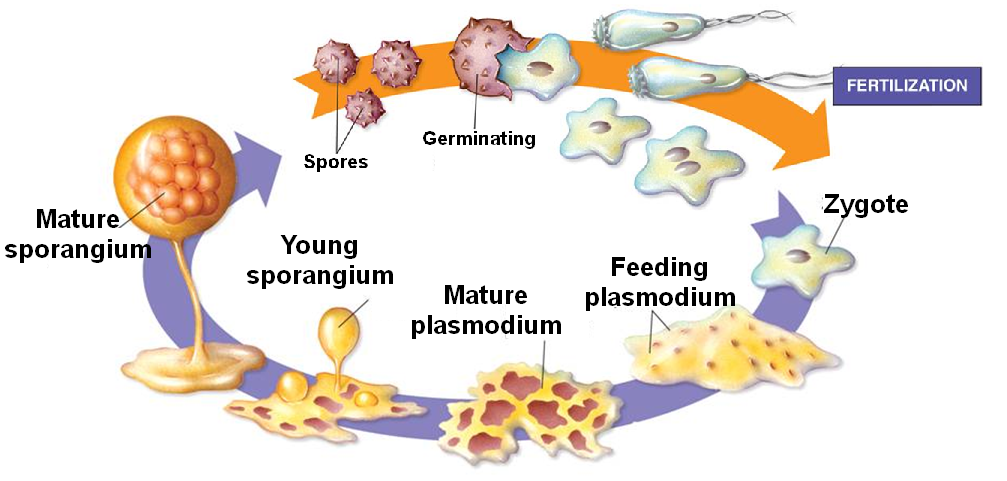 FERTILIZATION
Germinating
Spores
Zygote
Mature
sporangium
Young
sporangium
Mature
plasmodium
Feeding
plasmodium